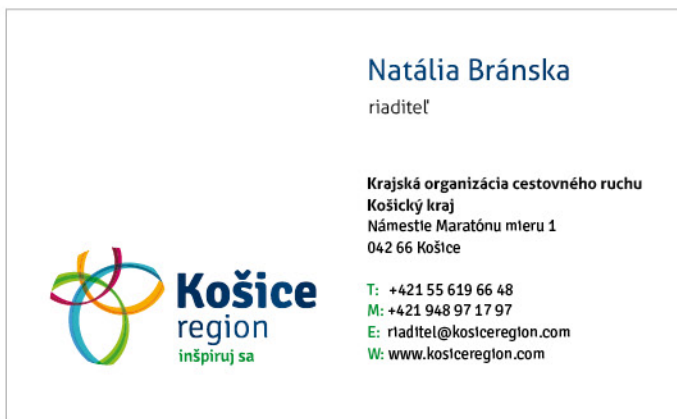 Natália Bránska
riaditeľ
Krajská organizácia cestovného ruchu
Košický kraj
Námestie Maratónu mieru 1
042 66 Košice
T: +421 55 619 66 48
M: +421 948 97 17 97
E: riaditel@kosiceregion.com
W: www.kosiceregion.com
Košice
region
inšpiruj sa